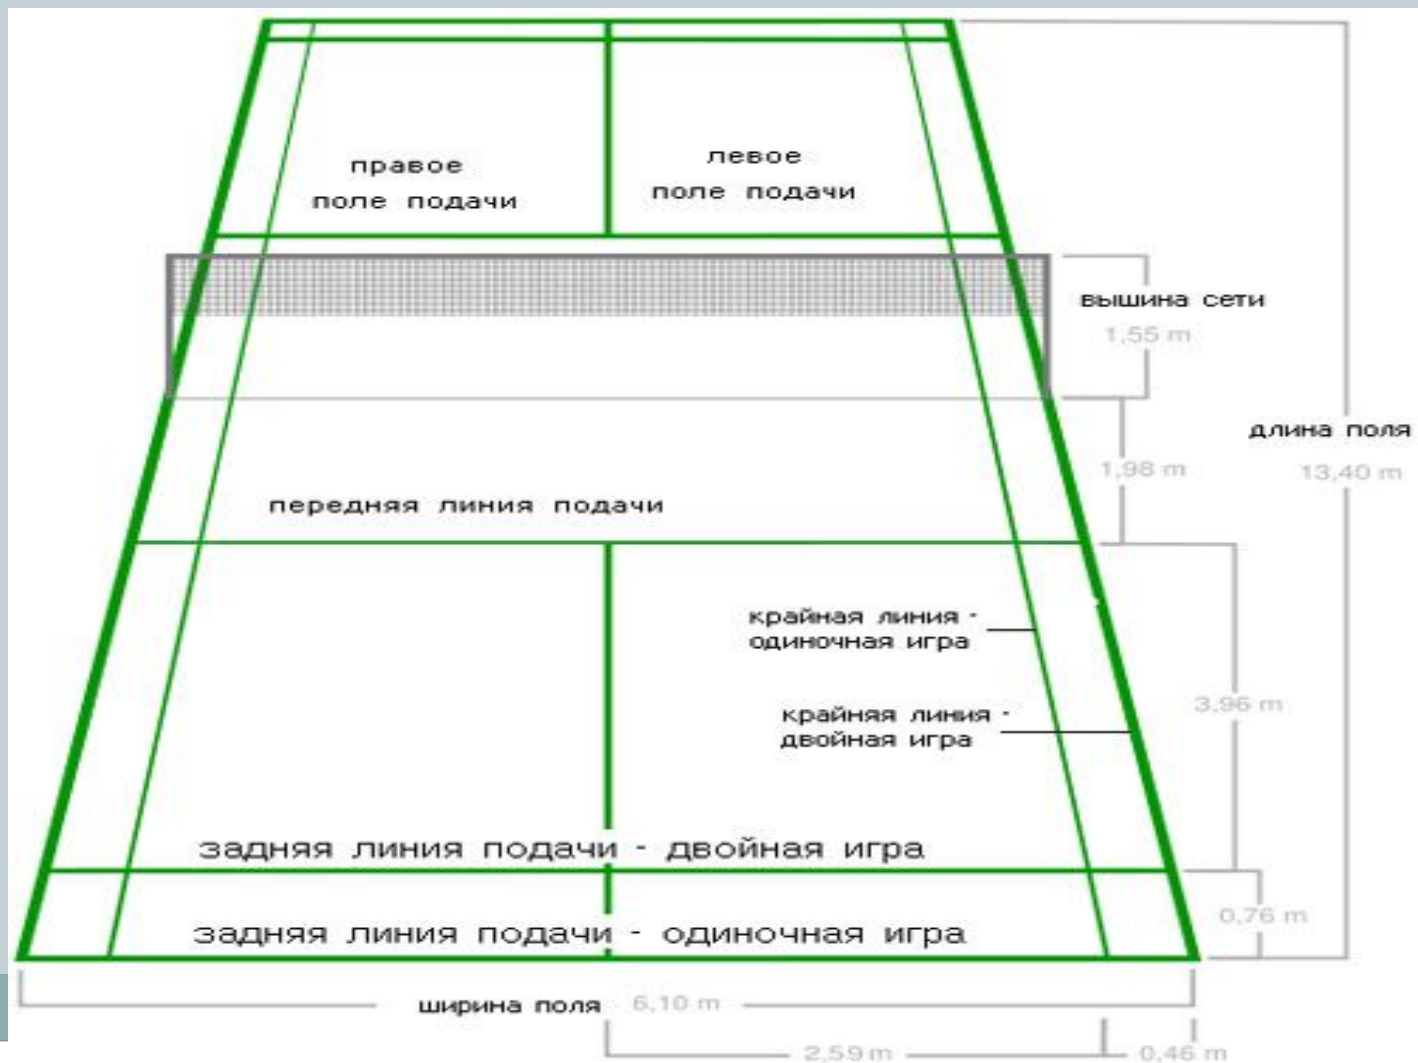 правое
поле подачи
левое
поле подачи
вышина сети
1,55 m
длина поля
13,40 m
1,98 m
передняя линия подачи
крайная линия -
одиночная игра
3,96 m
крайняя линия -
двойная игра
задняя линия подачи - двойная игра
0,76 m
задняя линия подачи - одиночная игра
ширина поля 6,10 m
2,59 m
0,46 m